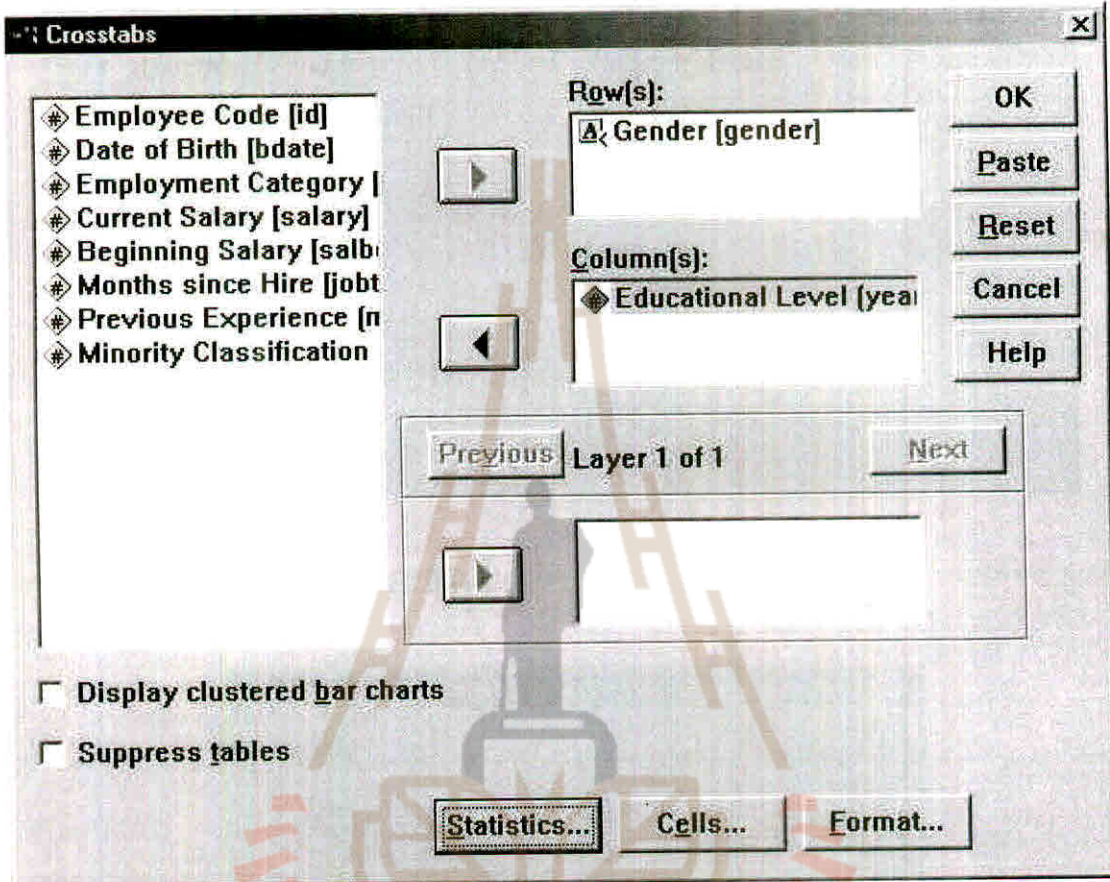 Crosstabs
Employee Code [id]
Date of Birth [bdate]
Employment Category [
Current Salary [salary]
Beginning Salary [salb
Months since Hire [jobt
Previous Experience [
Minority Classification
Row(s):
Gender [gender]
Column(s):
Educational Level [
Previous
Layer 1 of 1
Next
OK
Paste
Reset
Cancel
Help
Display clustered bar charts
Suppress tables
Statistics...
Cells...
Format...